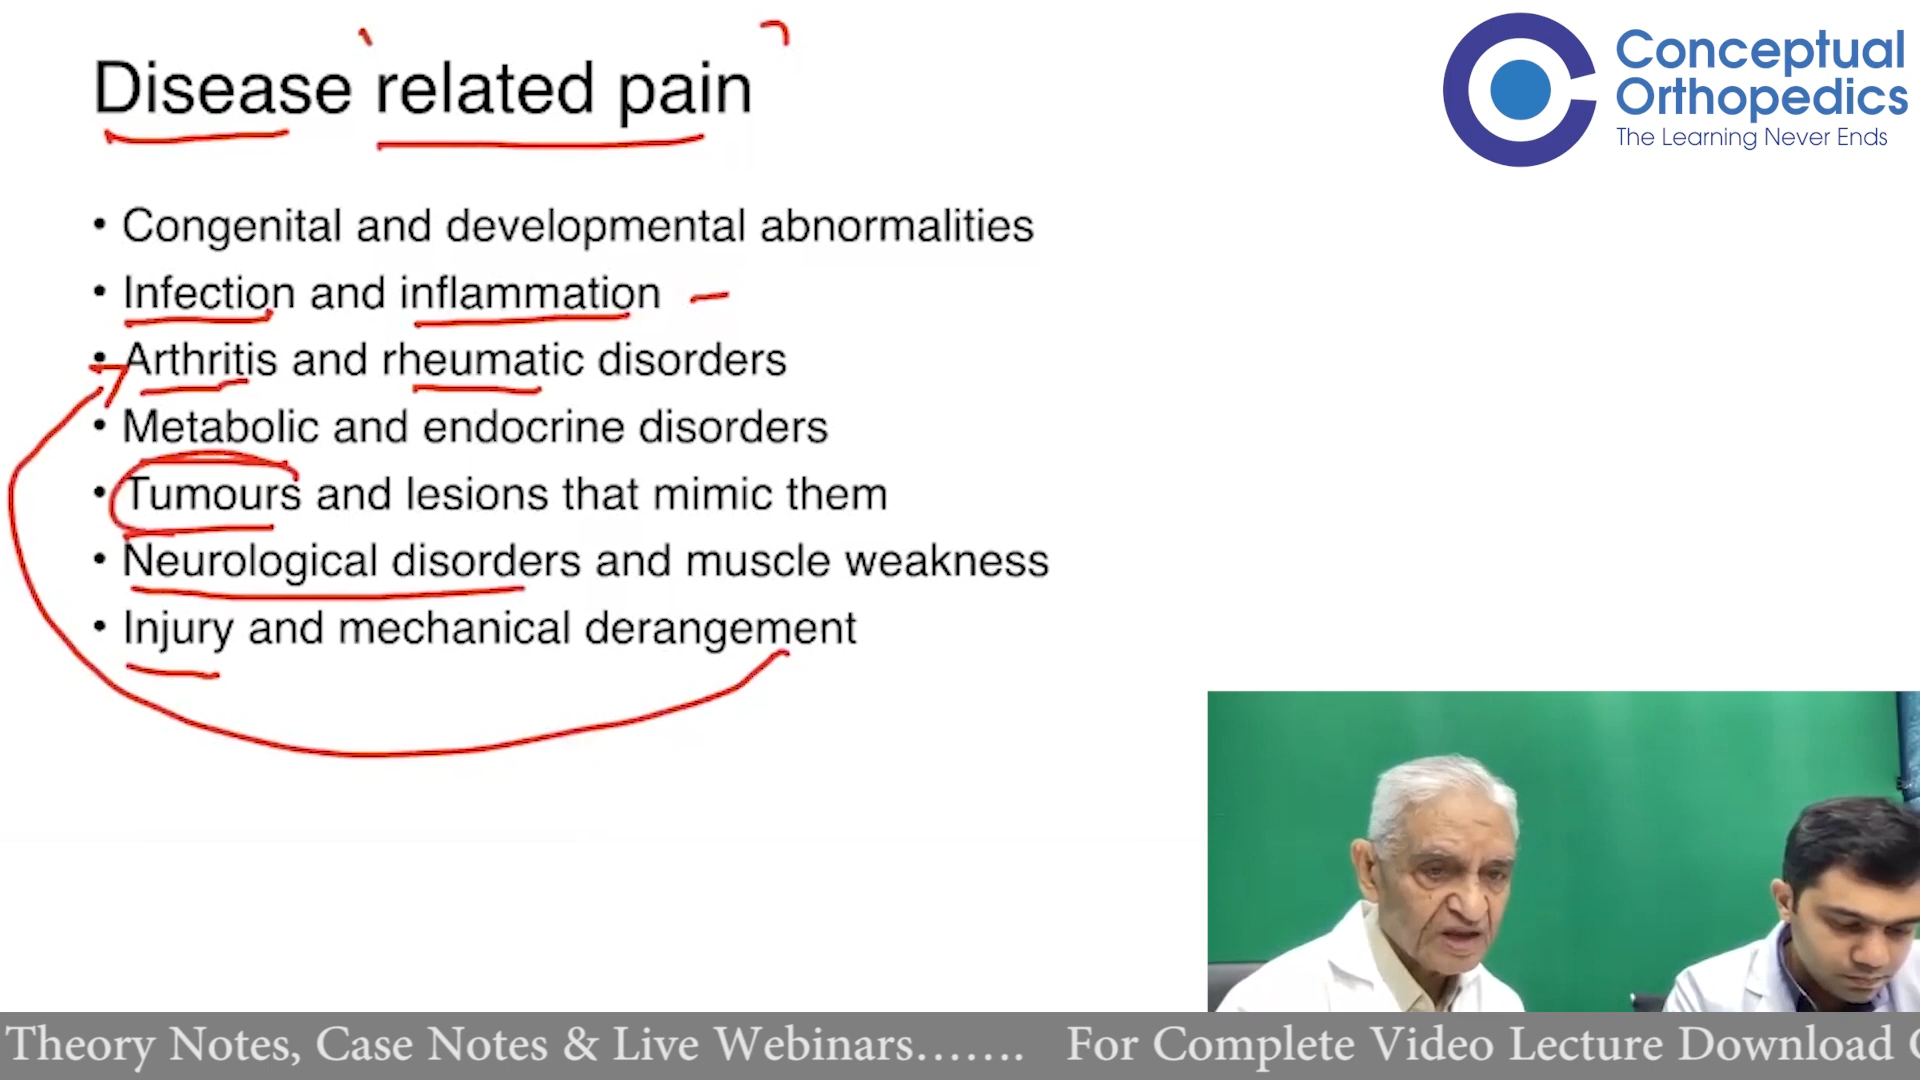 Disease related pain
Conceptual
Orthopedics
The Learning Never Ends
• Congenital and developmental abnormalities
• Infection and inflammation
• Arthritis and rheumatic disorders
• Metabolic and endocrine disorders
• Tumours and lesions that mimic them
• Neurological disorders and muscle weakness
• Injury and mechanical derangement
Theory Notes, Case Notes & Live Webinars....... For Complete Video Lecture Download